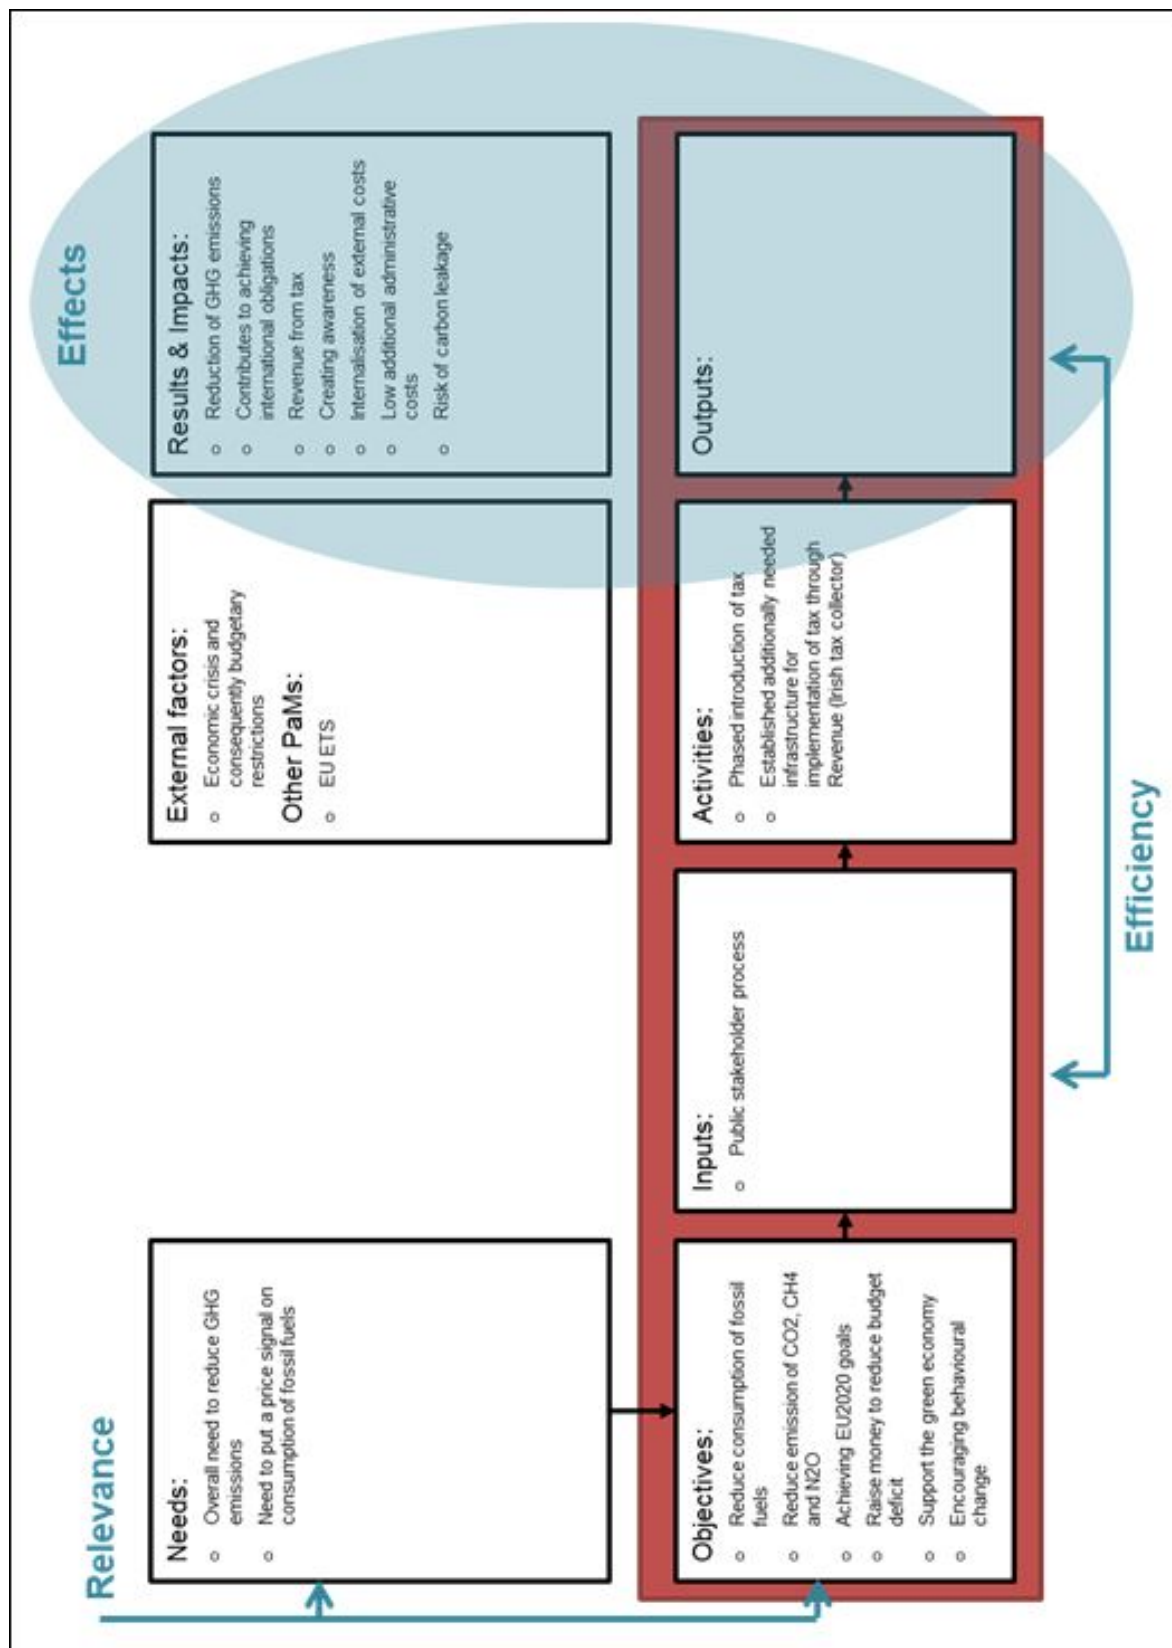 Relevance
Effects
Needs:
○ Overall need to reduce GHG
emissions
○ Need to put a price signal on
consumption of fossil fuels
External factors:
○ Economic crisis and
consequently budgetary
restrictions
Other PaMs:
○ EU ETS
Results & Impacts:
○ Reduction of GHG emissions
○ Contributes to achieving
international obligations
○ Revenue from tax
○ Creating awareness
○ Internalisation of external costs
○ Low additional administrative
costs
○ Risk of carbon leakage
Objectives:
○ Reduce consumption of fossil
fuels
○ Reduce emission of CO2, CH4
and N2O
○ Achieving EU2020 goals
○ Raise money to reduce budget
deficit
○ Support the green economy
○ Encouraging behavioural
change
Inputs:
○ Public stakeholder process
Activities:
○ Phased introduction of tax
○ Established additionally needed
infrastructure for
implementation of tax through
Revenue (Irish tax collector)
Outputs:
Efficiency